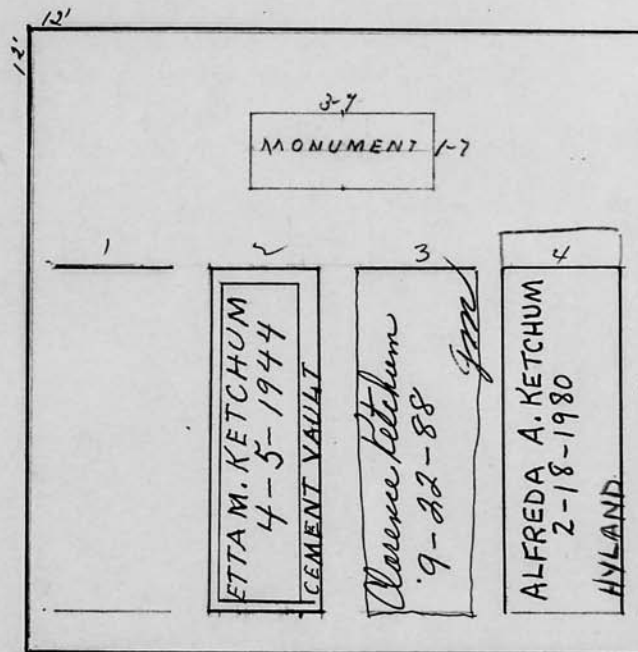 12'
12'
3-7
MONUMENT 1-7
1
2
3
4
ETTA M. KETCHUM
4-5-1944
CEMENT VAULT
Clarence Ketchum
9-22-88
ALFREDA A. KETCHUM
2-18-1980
HYLAND